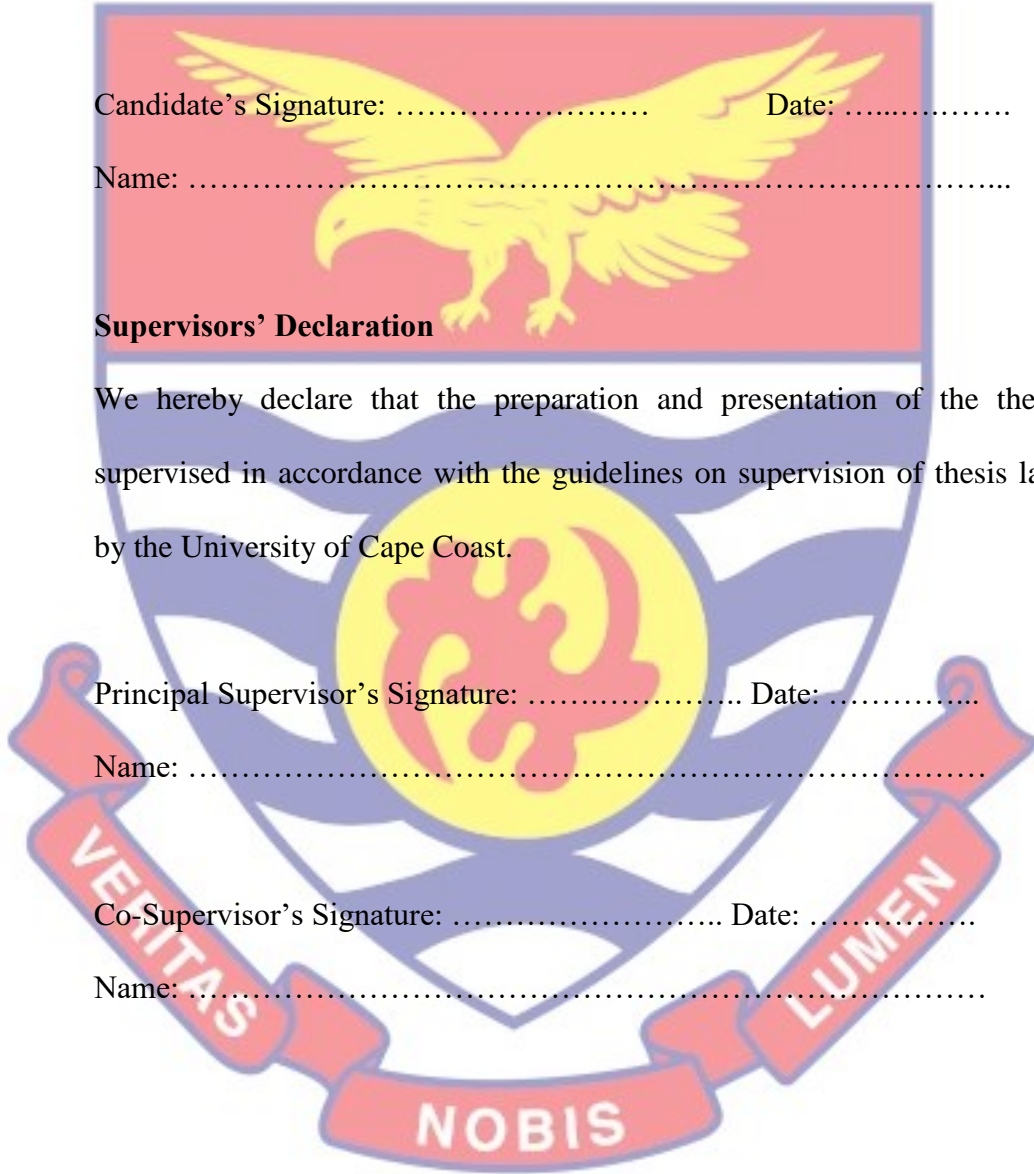 Candidate’s Signature: …………………… Date: …...….…….
Name: …………………………………………………………………...
Supervisors’ Declaration
We hereby declare that the preparation and presentation of the the
supervised in accordance with the guidelines on supervision of thesis la
by the University of Cape Coast.
Principal Supervisor’s Signature: …….………….. Date: …………...
Name: …………………………………………………………………
Co-Supervisor’s Signature: …………………….. Date: …………….
Name: …………………………………………………………………
VERITAS
NOBIS
LUMEN